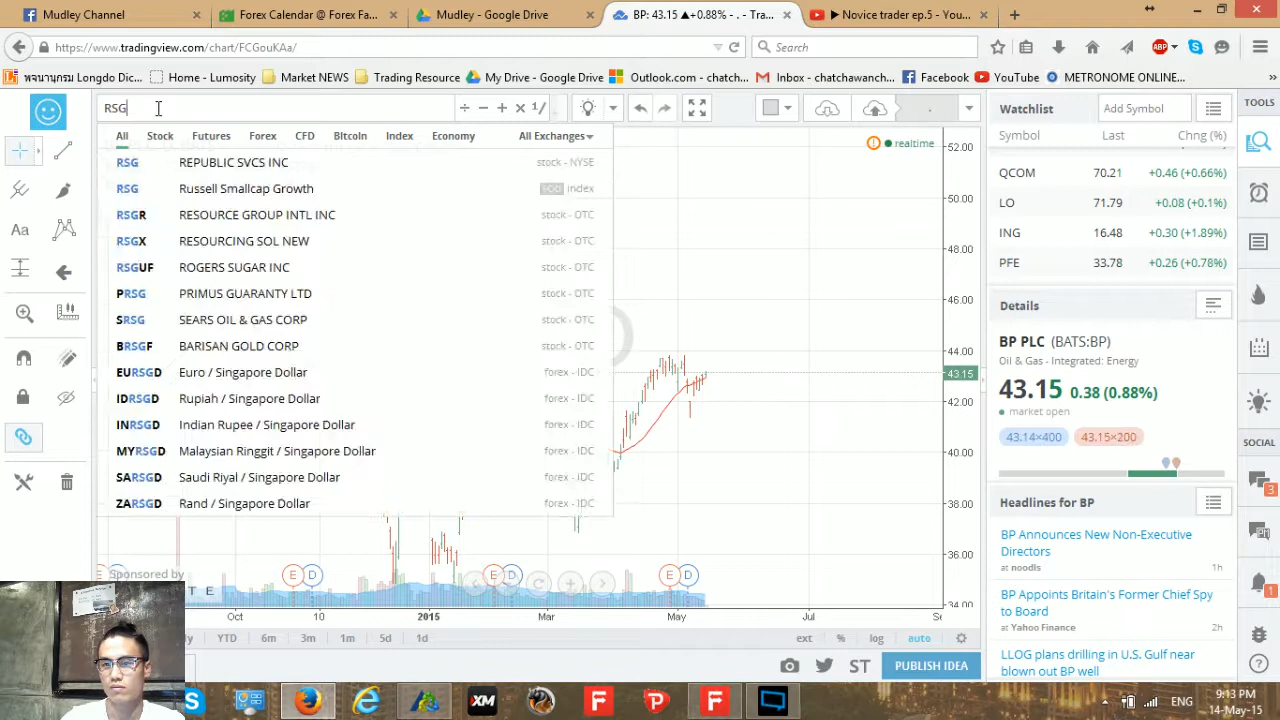 Mudley Channel
Forex Calendar @ Forex Fa...
Mudley - Google Drive
BP: 43.15 ▲+0.88% - . - Tra...
► Novice trader ep.5 - You...
https://www.tradingview.com/chart/FCGouKAa/
Search
ABP
พจนานุกรม Longdo Dic...
Home - Lumosity
Market NEWS
Trading Resource
My Drive - Google Drive
Outlook.com - chatch...
Inbox - chatchawanch...
Facebook
YouTube
METRONOME ONLINE...
RSG
Watchlist
Add Symbol
TOOLS
All
Stock
Futures
Forex
CFD
Bitcoin
Index
Economy
All Exchanges
Symbol
Last
Chng (%)
realtime
RSG REPUBLIC SVCS INC stock - NYSE
RSG Russell Smallcap Growth EOD index
RSGR RESOURCE GROUP INTL INC stock - OTC
RSGX RESOURCING SOL NEW stock - OTC
RSGUF ROGERS SUGAR INC stock - OTC
PRSG PRIMUS GUARANTY LTD stock - OTC
SRSG SEARS OIL & GAS CORP stock - OTC
BRSGF BARISAN GOLD CORP stock - OTC
EURSGD Euro / Singapore Dollar forex - IDC
IDRSGD Rupiah / Singapore Dollar forex - IDC
INRSGD Indian Rupee / Singapore Dollar forex - IDC
MYRSGD Malaysian Ringgit / Singapore Dollar forex - IDC
SARSGD Saudi Riyal / Singapore Dollar forex - IDC
ZARSGD Rand / Singapore Dollar forex - IDC
52.00
50.00
48.00
46.00
44.00
43.15
42.00
40.00
38.00
36.00
34.00
QCOM 70.21 +0.46 (+0.66%)
LO 71.79 +0.08 (+0.1%)
ING 16.48 +0.30 (+1.89%)
PFE 33.78 +0.26 (+0.78%)
Details
BP PLC (BATS:BP)
Oil & Gas - Integrated: Energy
43.15 0.38 (0.88%)
market open
43.14×400
43.15×200
SOCIAL
Headlines for BP
BP Announces New Non-Executive
Directors
at noodls 1h
BP Appoints Britain's Former Chief Spy
to Board
at Yahoo Finance 2h
LLOG plans drilling in U.S. Gulf near
blown out BP well
3
1
Aa
Sponsored by
T E
E D
E D
E D
Oct
10
2015
Mar
May
Jul
Se
YTD
6m
3m
1m
5d
1d
ext
%
log
auto
ST
PUBLISH IDEA
XM
ENG
9:13 PM
14-May-15